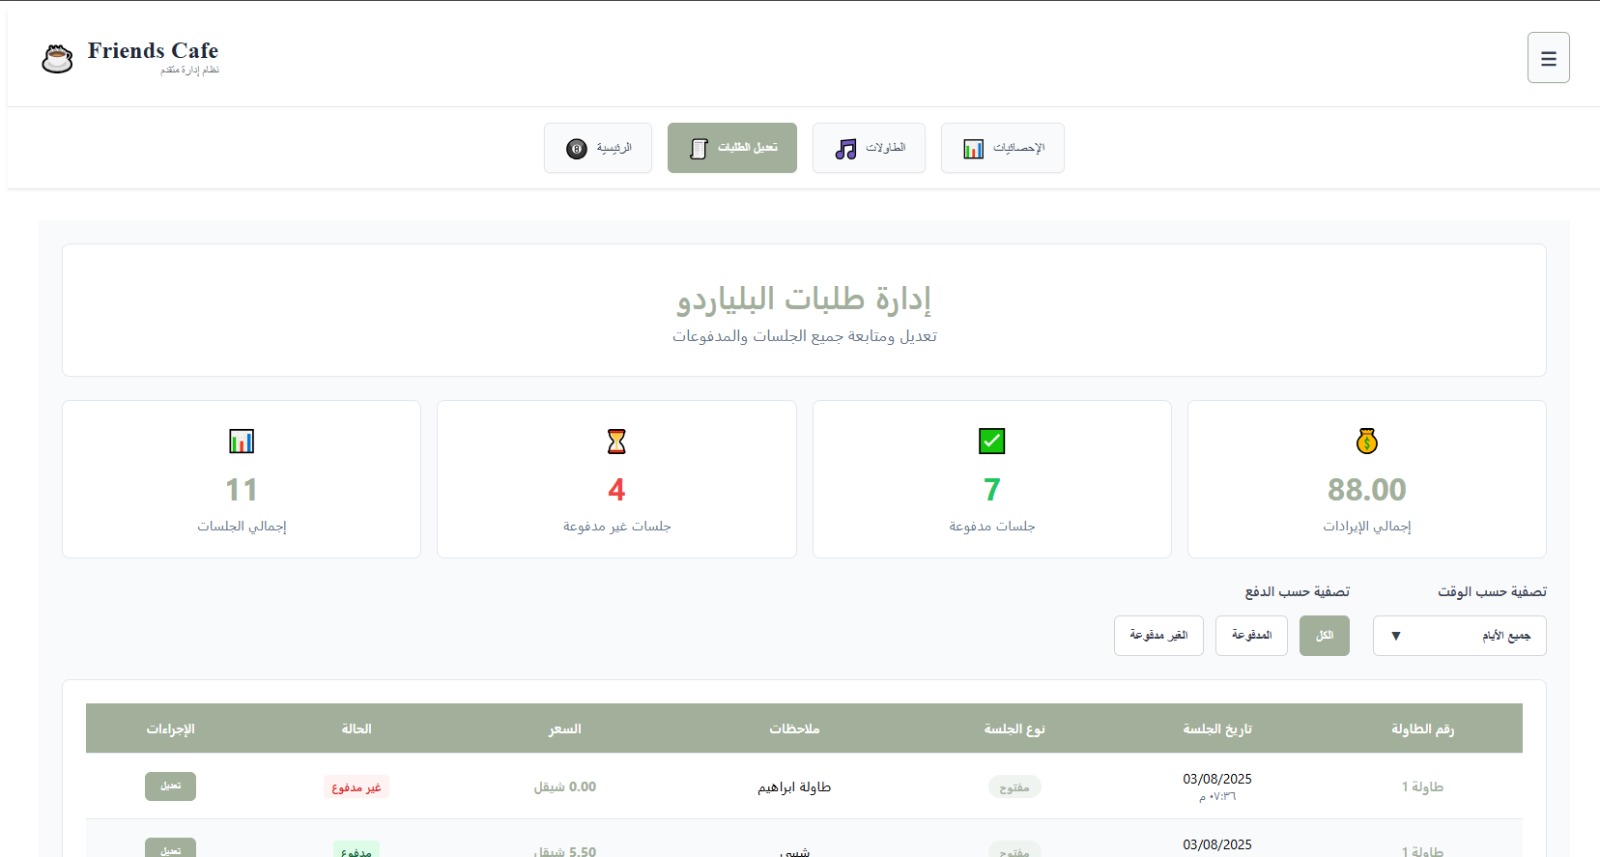 Friends Cafe
نظام إدارة متقدم
☰
الإحصائيات
الطاولات
تعديل الطلبات
الرئيسية
إدارة طلبات البلياردو
تعديل ومتابعة جميع الجلسات والمدفوعات
88.00
إجمالي الإيرادات
7
جلسات مدفوعة
4
جلسات غير مدفوعة
11
إجمالي الجلسات
تصفية حسب الوقت
جميع الأيام ▼
تصفية حسب الدفع
الكل
المدفوعة
الغير مدفوعة
رقم الطاولة تاريخ الجلسة نوع الجلسة ملاحظات السعر الحالة الإجراءات
طاولة 1 03/08/2025 مفتوح طاولة ابراهيم 0.00 شيقل غير مدفوع تعديل
٠٧:٣٦ م
طاولة 1 03/08/2025 مفتوح شسي 5.50 شيقل مدفوع تعديل